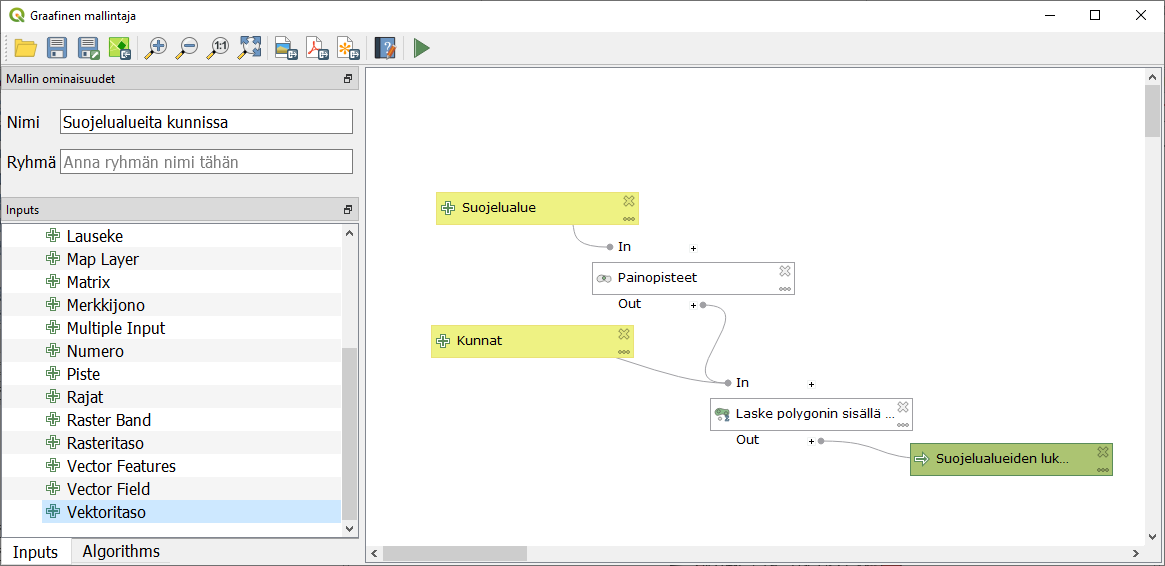 Graafinen mallintaja
1:1
Mallin ominaisuudet
Nimi
Suojelualueita kunnissa
Ryhmä
Anna ryhmän nimi tähän
Inputs
Lauseke
Map Layer
Matrix
Merkkijono
Multiple Input
Numero
Piste
Rajat
Raster Band
Rasteritaso
Vector Features
Vector Field
Vektoritaso
Inputs
Algorithms
Suojelualue
In
Painopisteet
Out
Kunnat
In
Laske polygonin sisällä ...
Out
Suojelualueiden luk...